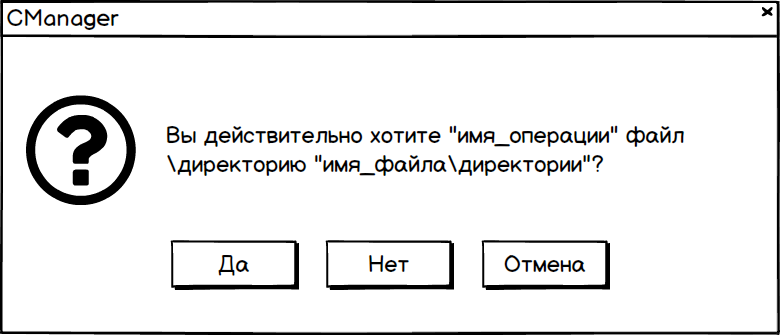 CManager
Вы действительно хотите "имя_операции" файл
\директорию "имя_файла\директории"?
Да
Нет
Отмена